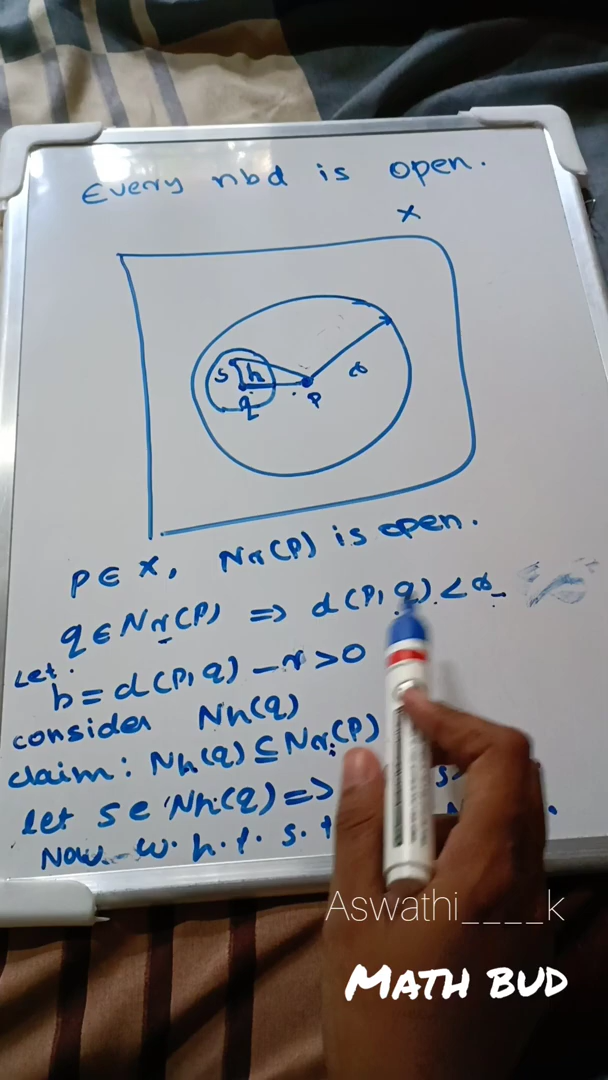 Every nbd is open.
X
s h r
q p
p ∈ X, Nr(p) is open.
q ∈ Nr(p) => d(p,q) < r
Let
h = d(p,q) - r > 0
consider Nh(q)
claim: Nh(q) ⊆ Nr(p)
let s ∈ Nh(q) =>
Now w.h.t. s.t
Aswathi____k
MATH BUD